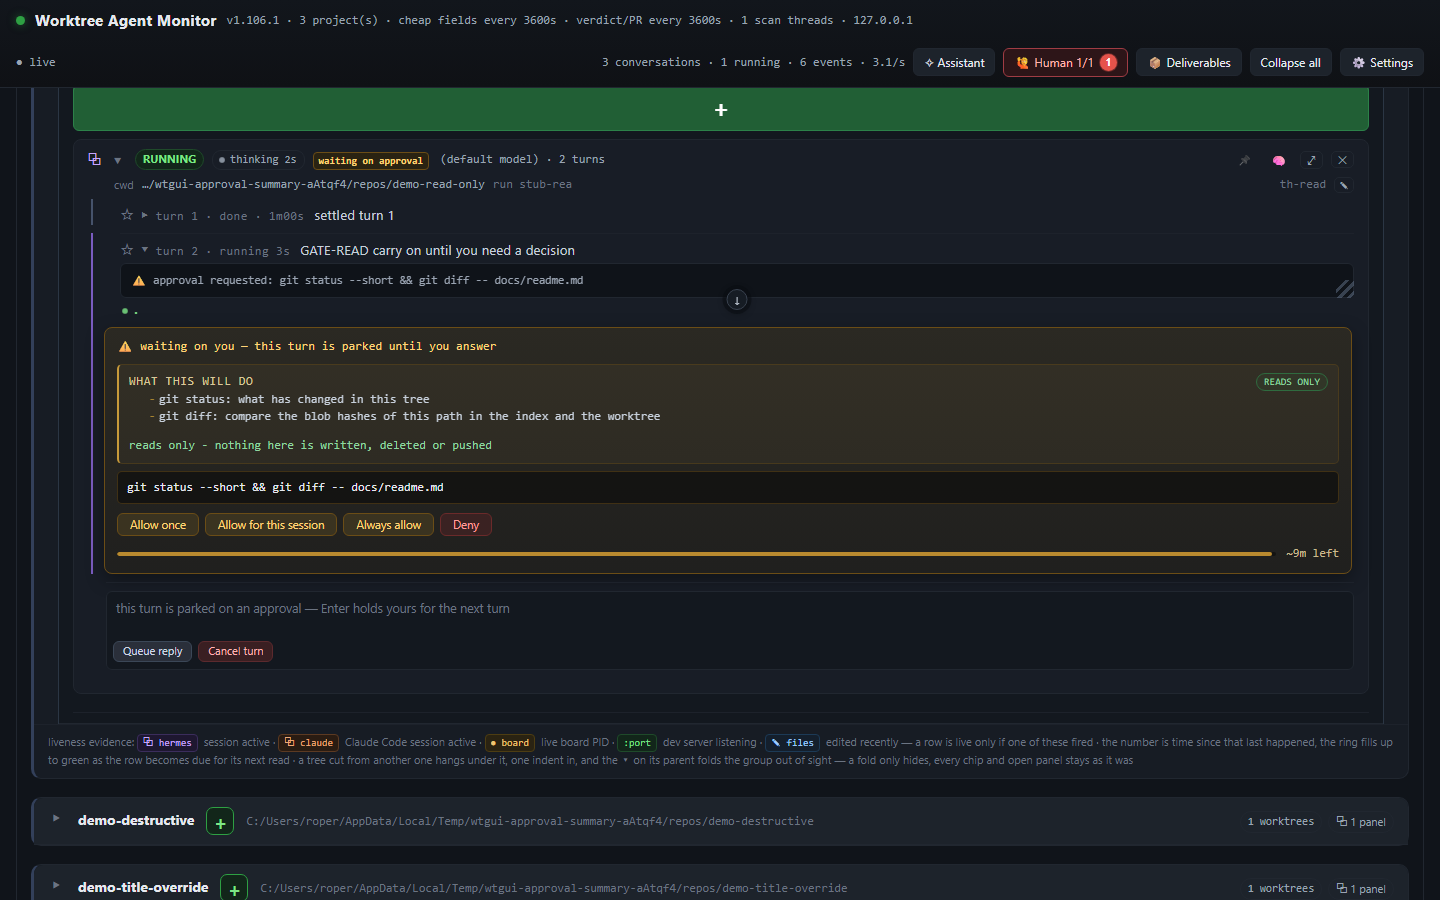 Worktree Agent Monitor v1.106.1 · 3 project(s) · cheap fields every 3600s · verdict/PR every 3600s · 1 scan threads · 127.0.0.1
live 3 conversations · 1 running · 6 events · 3.1/s Assistant Human 1/1 1 Deliverables Collapse all Settings
+
RUNNING thinking 2s waiting on approval (default model) · 2 turns
cwd …/wtgui-approval-summary-aAtqf4/repos/demo-read-only run stub-rea th-read
turn 1 · done · 1m00s settled turn 1
turn 2 · running 3s GATE-READ carry on until you need a decision
approval requested: git status --short && git diff -- docs/readme.md
↓
.
waiting on you — this turn is parked until you answer
WHAT THIS WILL DO READS ONLY
- git status: what has changed in this tree
- git diff: compare the blob hashes of this path in the index and the worktree
reads only - nothing here is written, deleted or pushed
git status --short && git diff -- docs/readme.md
Allow once Allow for this session Always allow Deny
~9m left
this turn is parked on an approval — Enter holds yours for the next turn
Queue reply Cancel turn
liveness evidence: hermes session active · claude Claude Code session active · board live board PID · :port dev server listening · files edited recently — a row is live only if one of these fired · the number is time since that last happened, the ring fills up
to green as the row becomes due for its next read · a tree cut from another one hangs under it, one indent in, and the ▾ on its parent folds the group out of sight — a fold only hides, every chip and open panel stays as it was
demo-destructive + C:/Users/roper/AppData/Local/Temp/wtgui-approval-summary-aAtqf4/repos/demo-destructive 1 worktrees 1 panel
demo-title-override + C:/Users/roper/AppData/Local/Temp/wtgui-approval-summary-aAtqf4/repos/demo-title-override 1 worktrees 1 panel